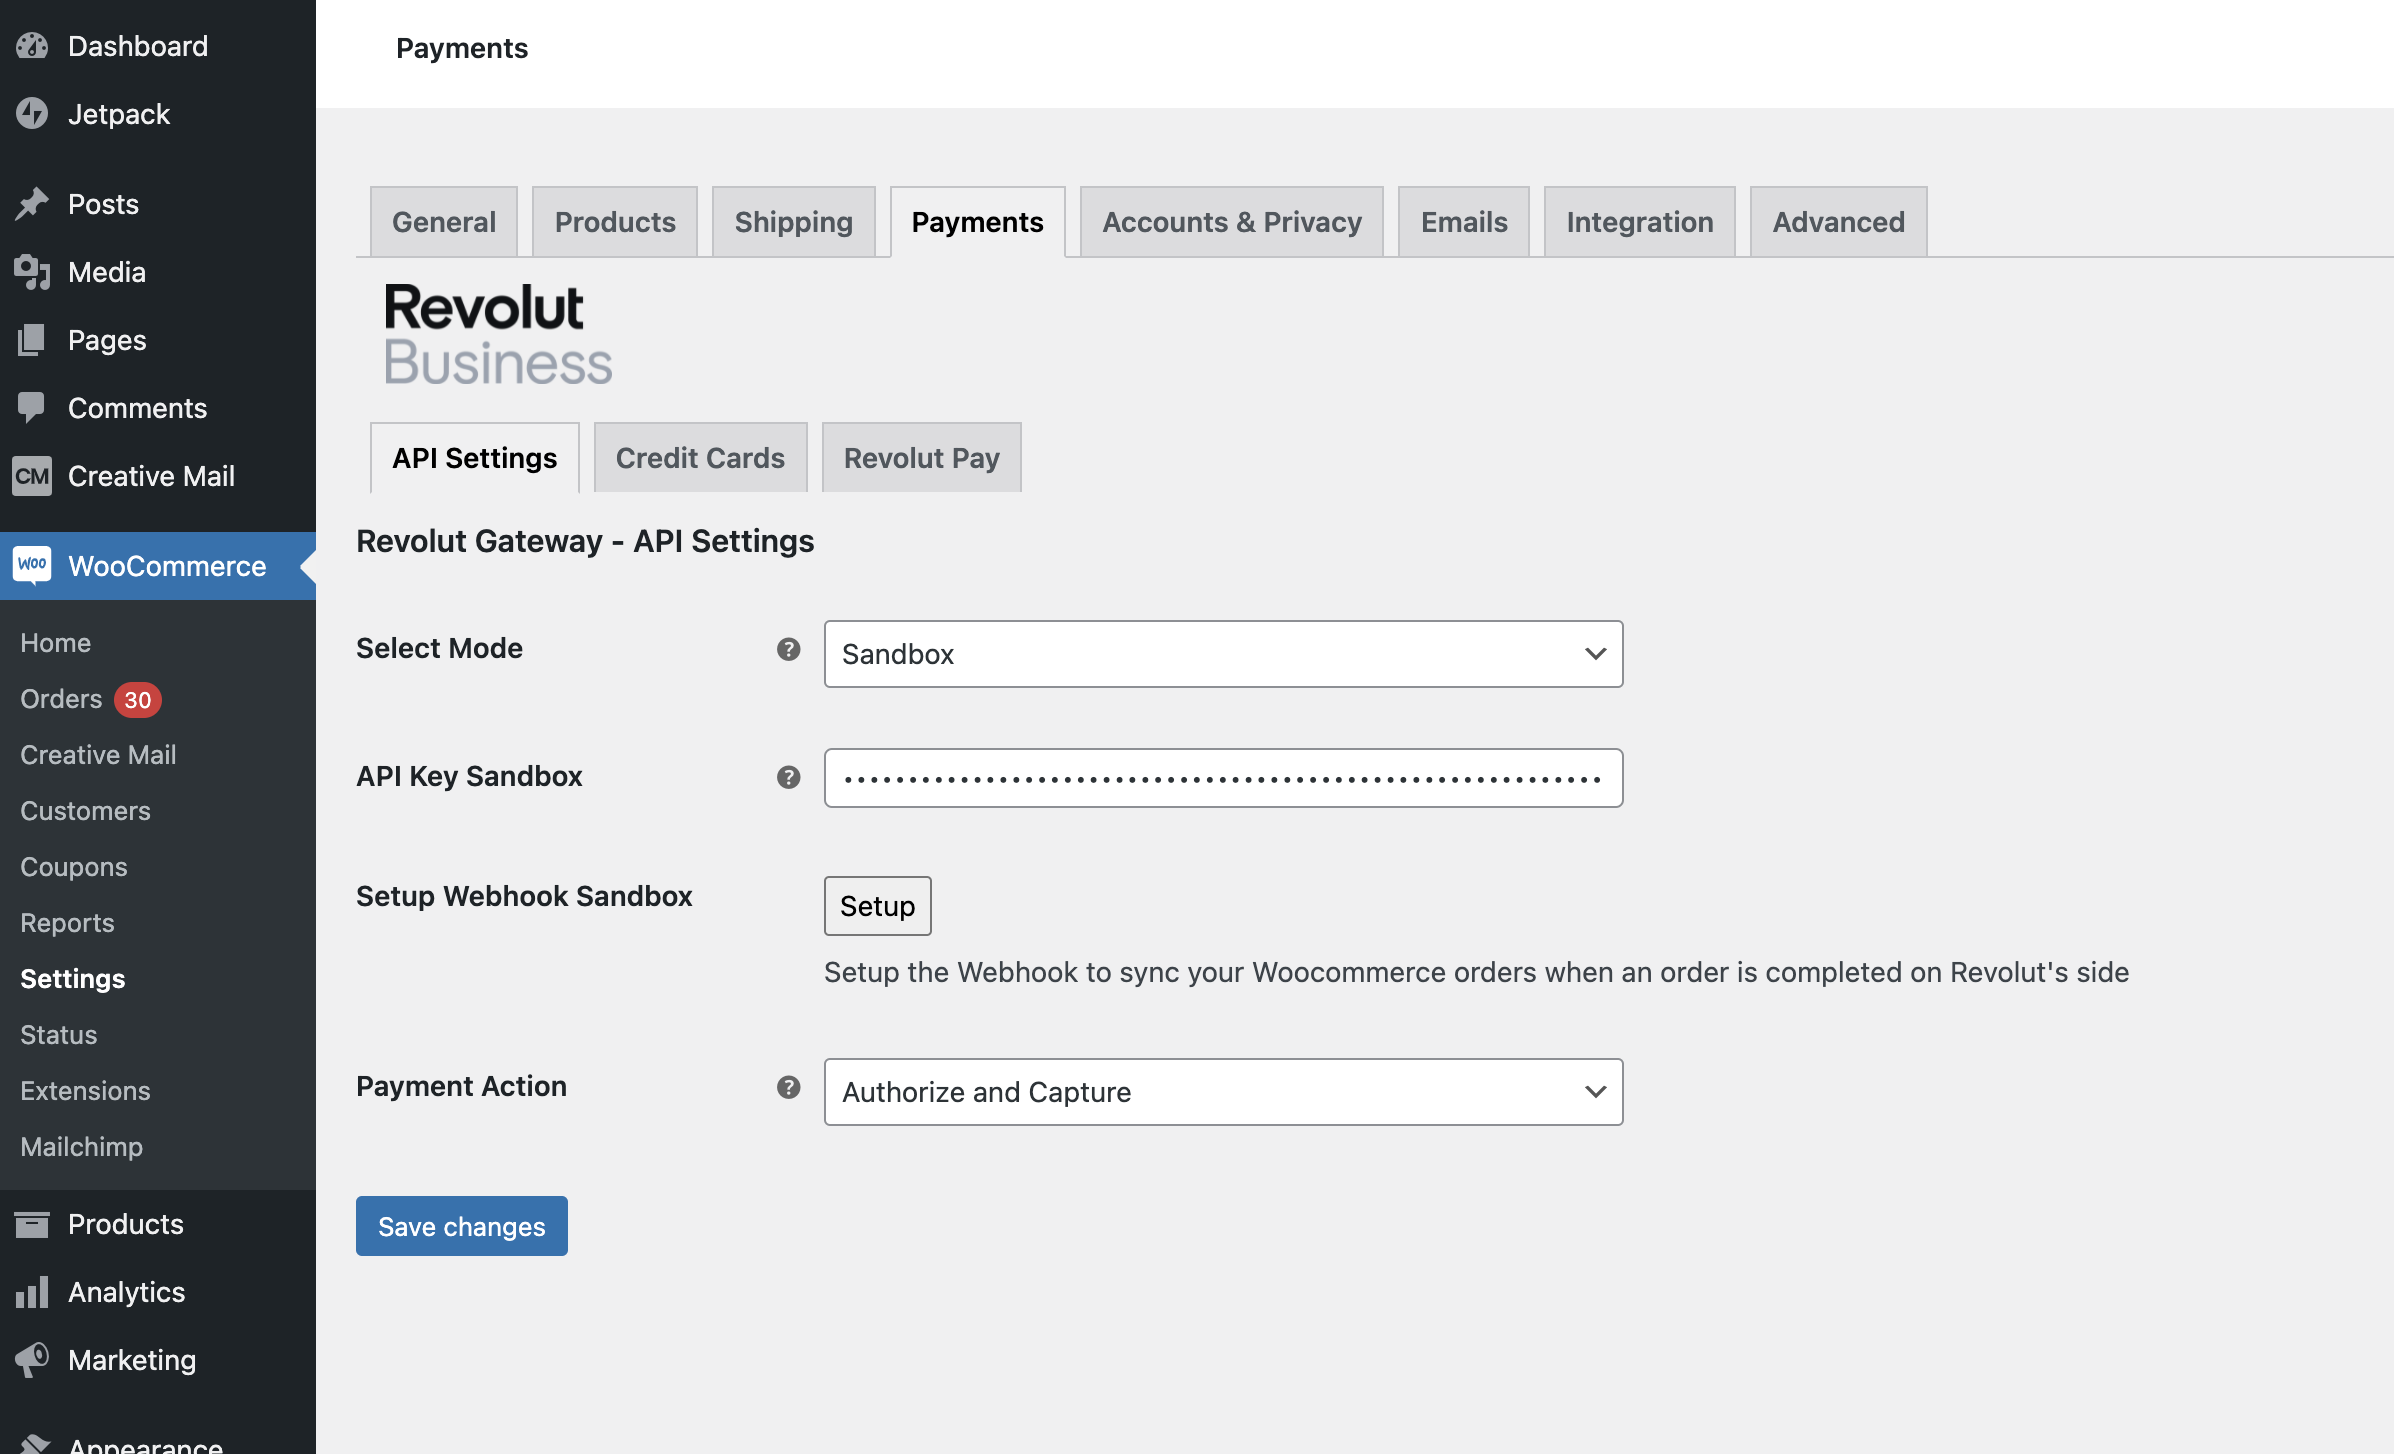 Dashboard
Jetpack
Posts
Media
Pages
Comments
CM Creative Mail
Woo WooCommerce
Home
Orders 30
Creative Mail
Customers
Coupons
Reports
Settings
Status
Extensions
Mailchimp
Products
Analytics
Marketing
Appearance
Payments
General Products Shipping Payments Accounts & Privacy Emails Integration Advanced
Revolut
Business
API Settings Credit Cards Revolut Pay
Revolut Gateway - API Settings
Select Mode ? Sandbox
API Key Sandbox ? ••••••••••••••••••••••••••••••••••••••••••••••••••••••••••••
Setup Webhook Sandbox Setup
Setup the Webhook to sync your Woocommerce orders when an order is completed on Revolut's side
Payment Action ? Authorize and Capture
Save changes